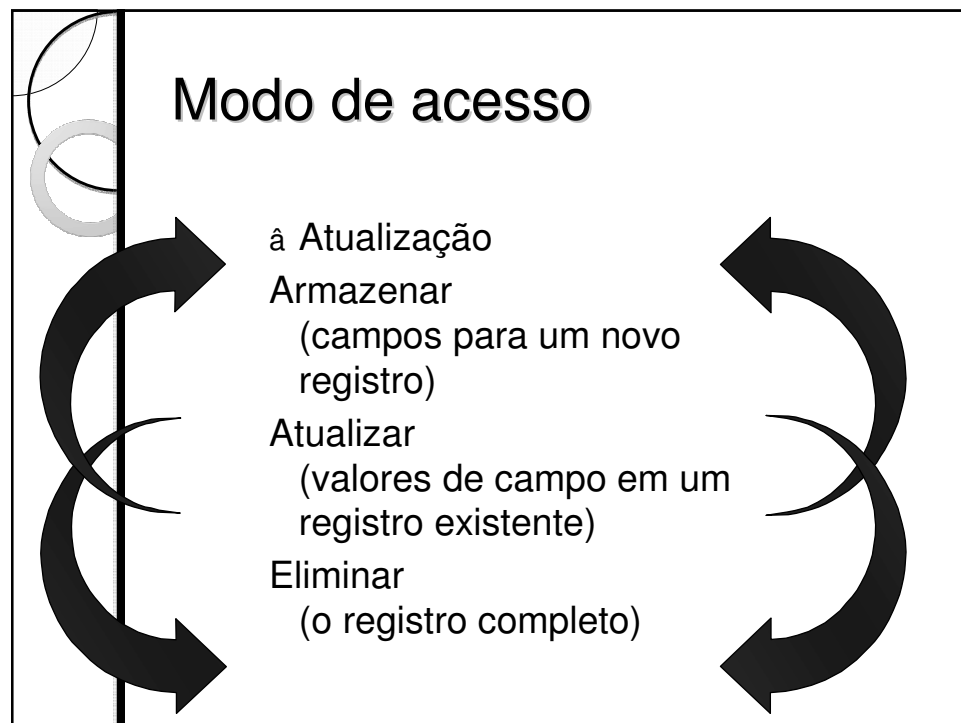 Modo de acesso
â Atualização
Armazenar
(campos para um novo
registro)
Atualizar
(valores de campo em um
registro existente)
Eliminar
(o registro completo)